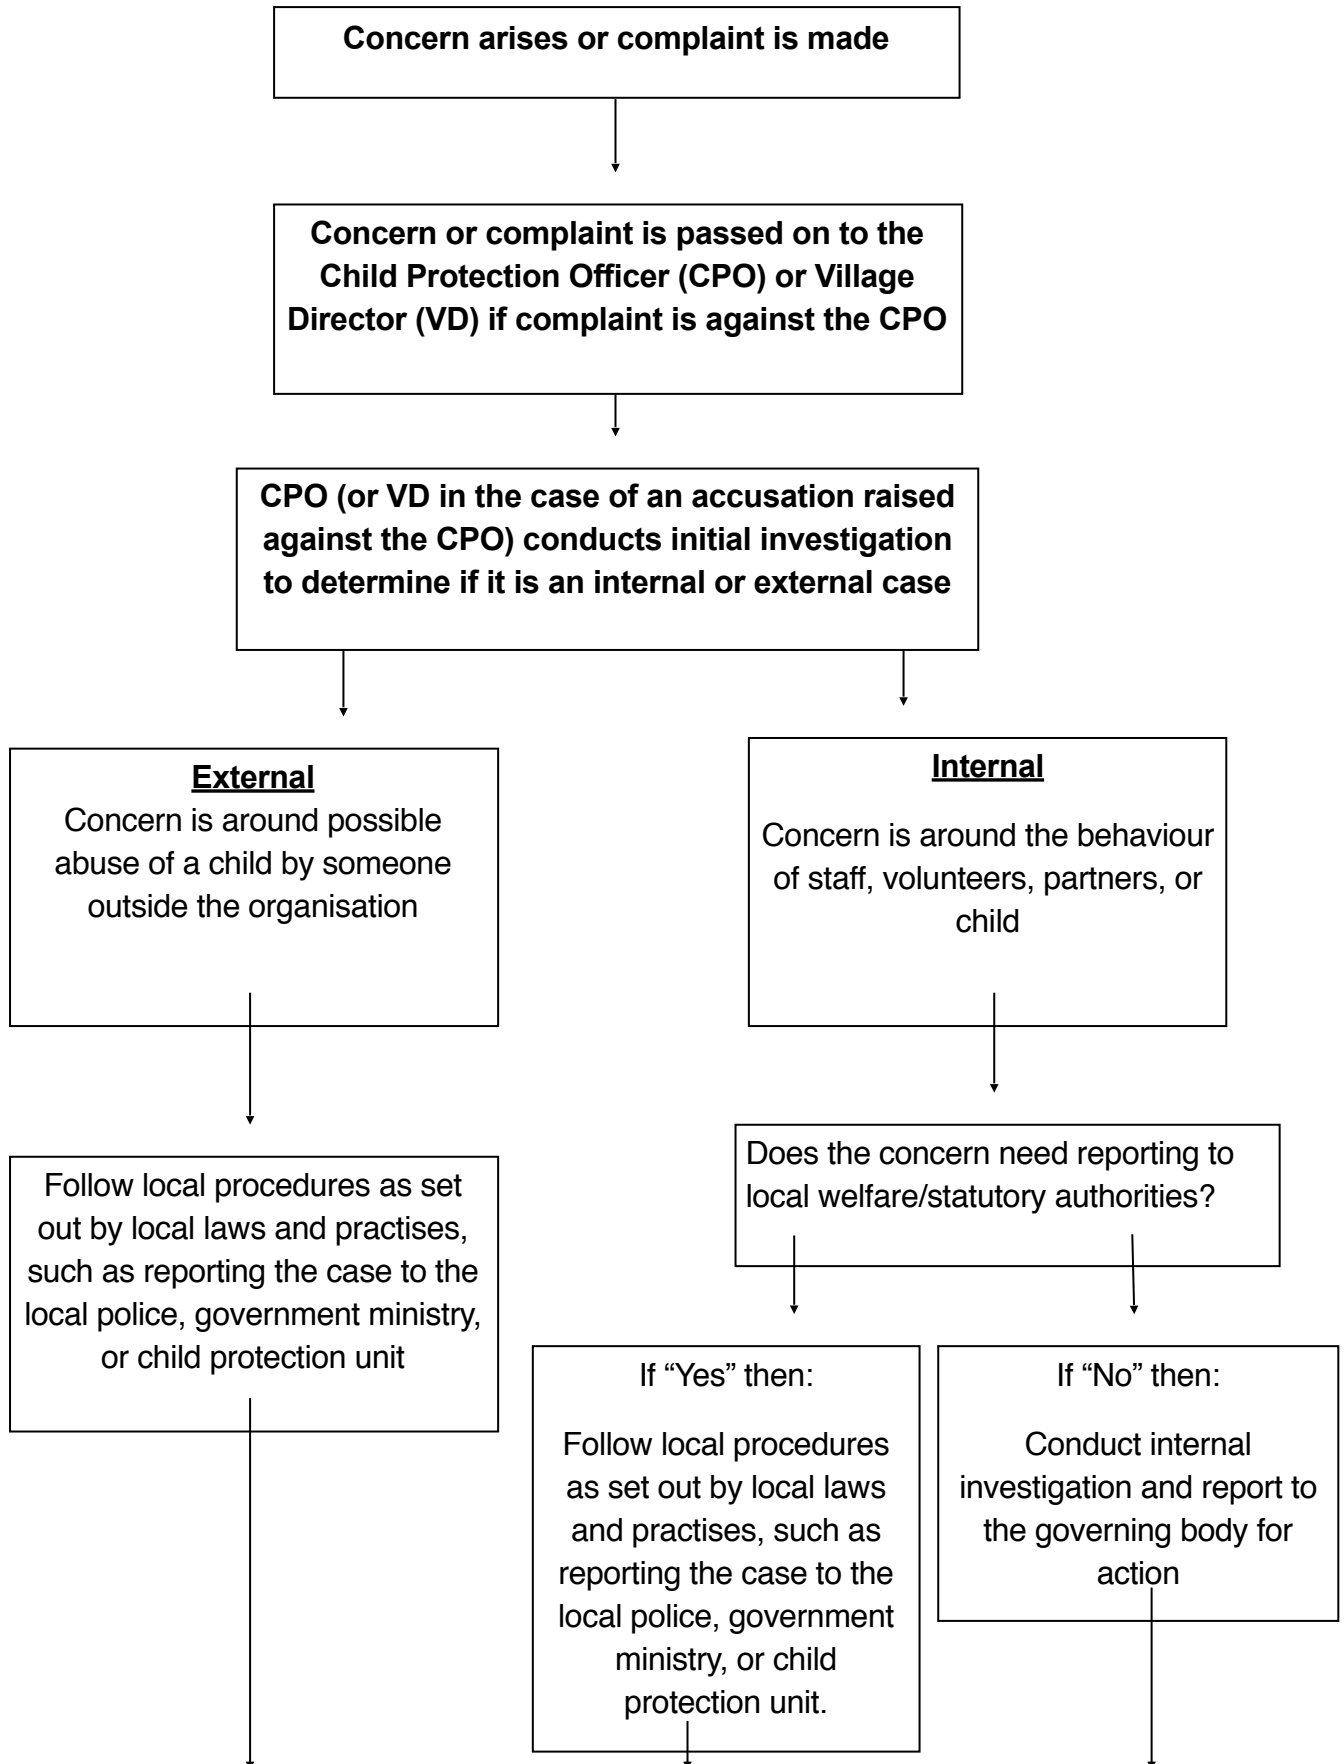 Concern arises or complaint is made
Concern or complaint is passed on to the
Child Protection Officer (CPO) or Village
Director (VD) if complaint is against the CPO
CPO (or VD in the case of an accusation raised
against the CPO) conducts initial investigation
to determine if it is an internal or external case
External
Concern is around possible
abuse of a child by someone
outside the organisation
Internal
Concern is around the behaviour
of staff, volunteers, partners, or
child
Follow local procedures as set
out by local laws and practises,
such as reporting the case to the
local police, government ministry,
or child protection unit
Does the concern need reporting to
local welfare/statutory authorities?
If “Yes” then:
Follow local procedures
as set out by local laws
and practises, such as
reporting the case to the
local police, government
ministry, or child
protection unit.
If “No” then:
Conduct internal
investigation and report to
the governing body for
action